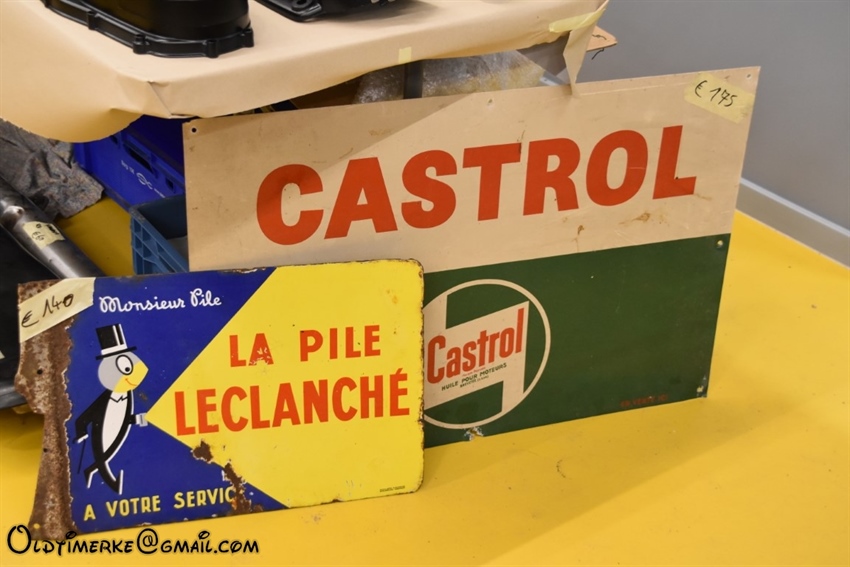 € 175
CASTROL
Castrol
HUILE POUR MOTEURS
€ 140
Monsieur Pile
LA PILE
LECLANCHÉ
A VOTRE SERVIC
Oldtimerke@gmail.com